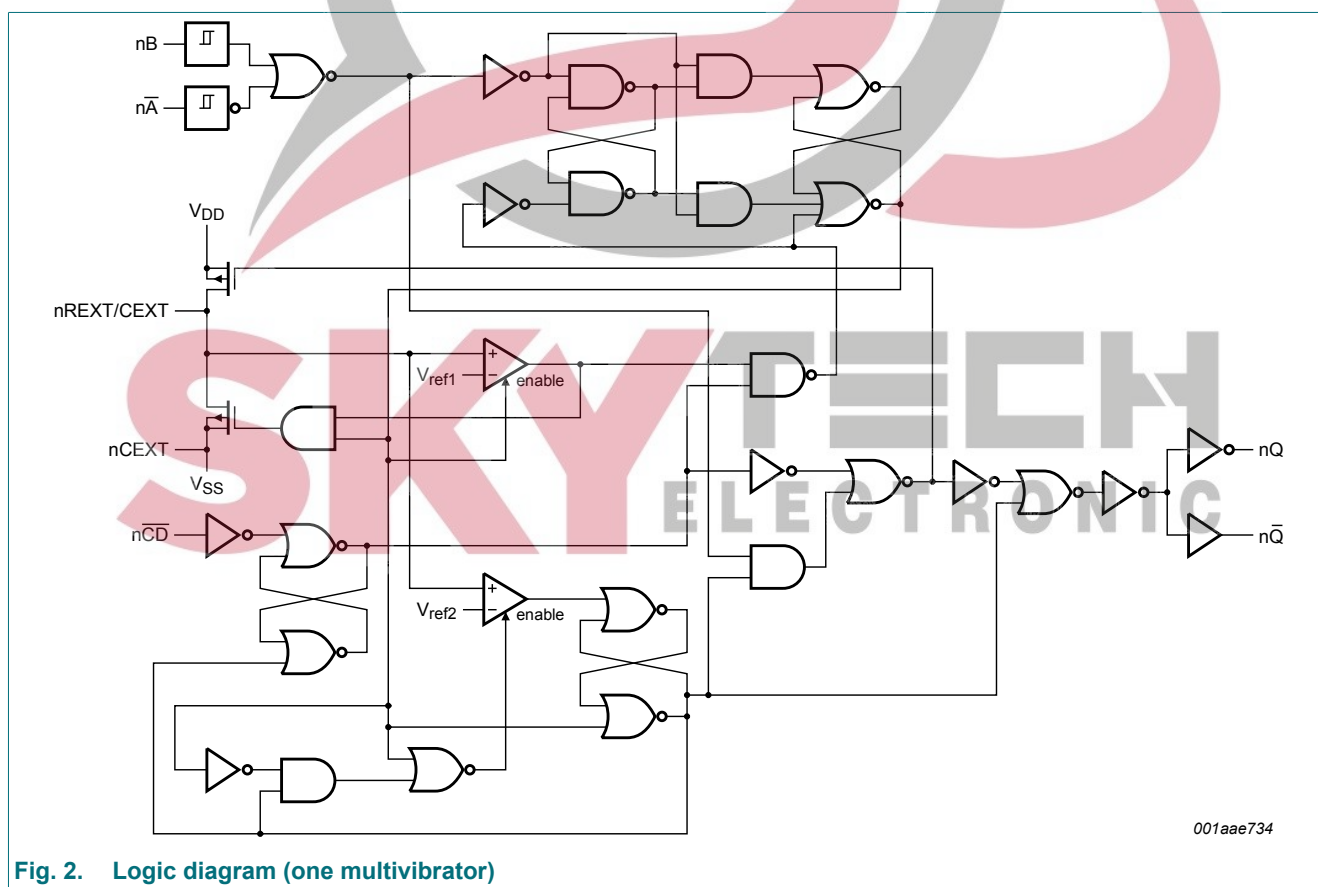 nB
nA̅
VDD
nREXT/CEXT
Vref1
enable
nCEXT
VSS
nC̅D̅
Vref2
enable
nQ
nQ̅
SKYTECH
ELECTRONIC
001aae734
Fig. 2. Logic diagram (one multivibrator)